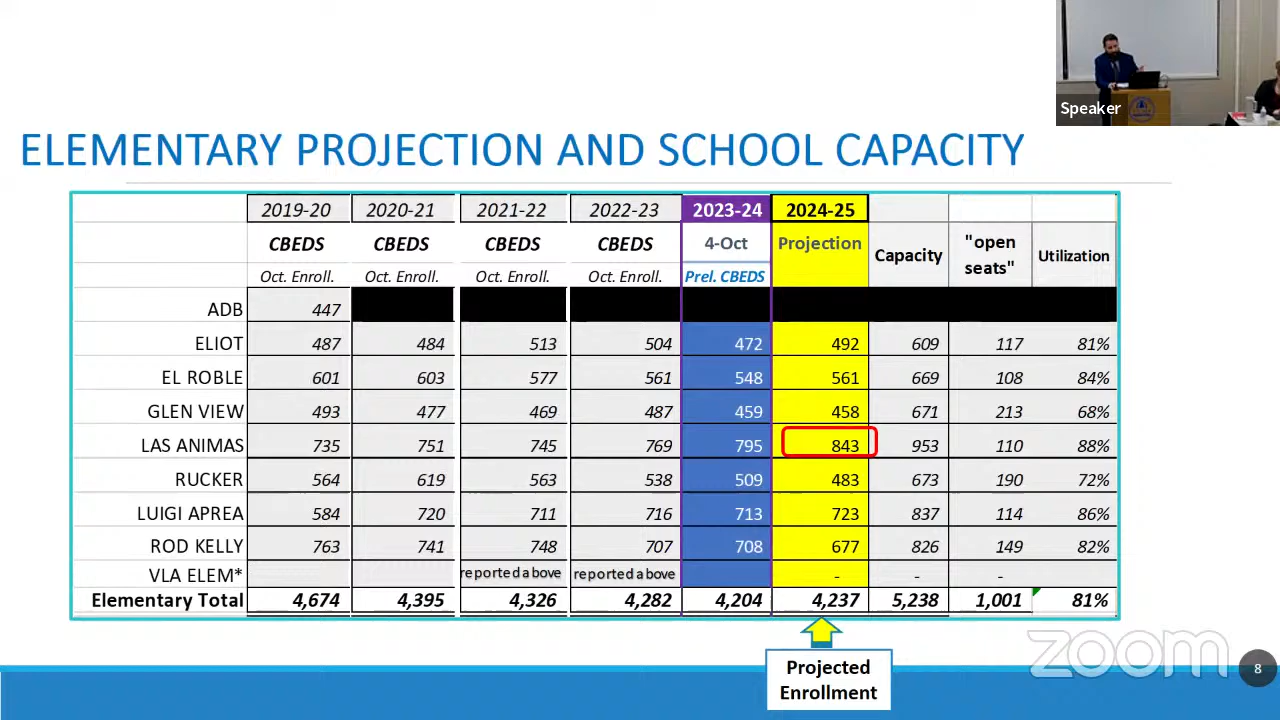 Speaker
ELEMENTARY PROJECTION AND SCHOOL CAPACITY
2019-20 2020-21 2021-22 2022-23 2023-24 2024-25
CBEDS CBEDS CBEDS CBEDS 4-Oct Projection Capacity "open seats" Utilization
Oct. Enroll. Oct. Enroll. Oct. Enroll. Oct. Enroll. Prel. CBEDS
ADB 447
ELIOT 487 484 513 504 472 492 609 117 81%
EL ROBLE 601 603 577 561 548 561 669 108 84%
GLEN VIEW 493 477 469 487 459 458 671 213 68%
LAS ANIMAS 735 751 745 769 795 843 953 110 88%
RUCKER 564 619 563 538 509 483 673 190 72%
LUIGI APREA 584 720 711 716 713 723 837 114 86%
ROD KELLY 763 741 748 707 708 677 826 149 82%
VLA ELEM* reported above reported above - - -
Elementary Total 4,674 4,395 4,326 4,282 4,204 4,237 5,238 1,001 81%
Projected
Enrollment
zoom
8